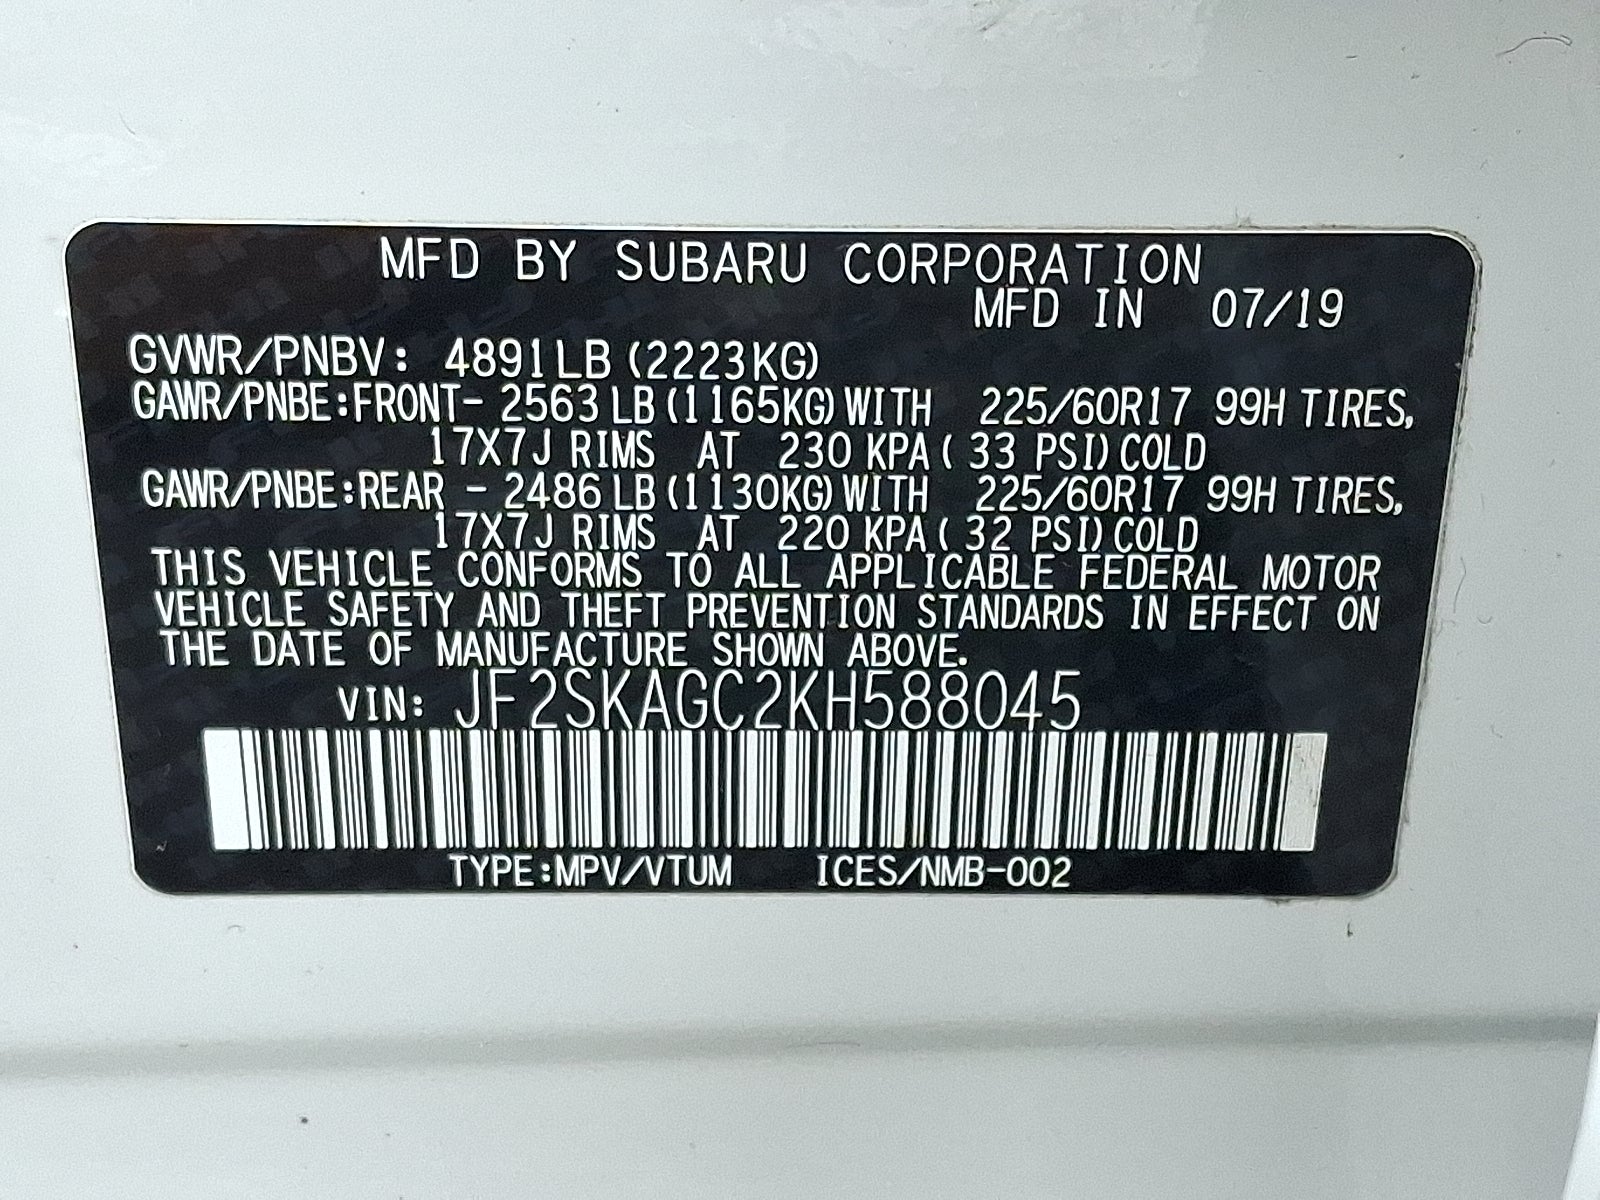 MFD BY SUBARU CORPORATION
MFD IN 07/19
GVWR/PNBV: 4891LB (2223KG)
GAWR/PNBE:FRONT- 2563 LB (1165KG) WITH 225/60R17 99H TIRES,
17X7J RIMS AT 230 KPA ( 33 PSI) COLD
GAWR/PNBE:REAR - 2486 LB (1130KG) WITH 225/60R17 99H TIRES,
17X7J RIMS AT 220 KPA ( 32 PSI) COLD
THIS VEHICLE CONFORMS TO ALL APPLICABLE FEDERAL MOTOR
VEHICLE SAFETY AND THEFT PREVENTION STANDARDS IN EFFECT ON
THE DATE OF MANUFACTURE SHOWN ABOVE.
VIN: JF2SKAGC2KH588045
TYPE:MPV/VTUM ICES/NMB-002